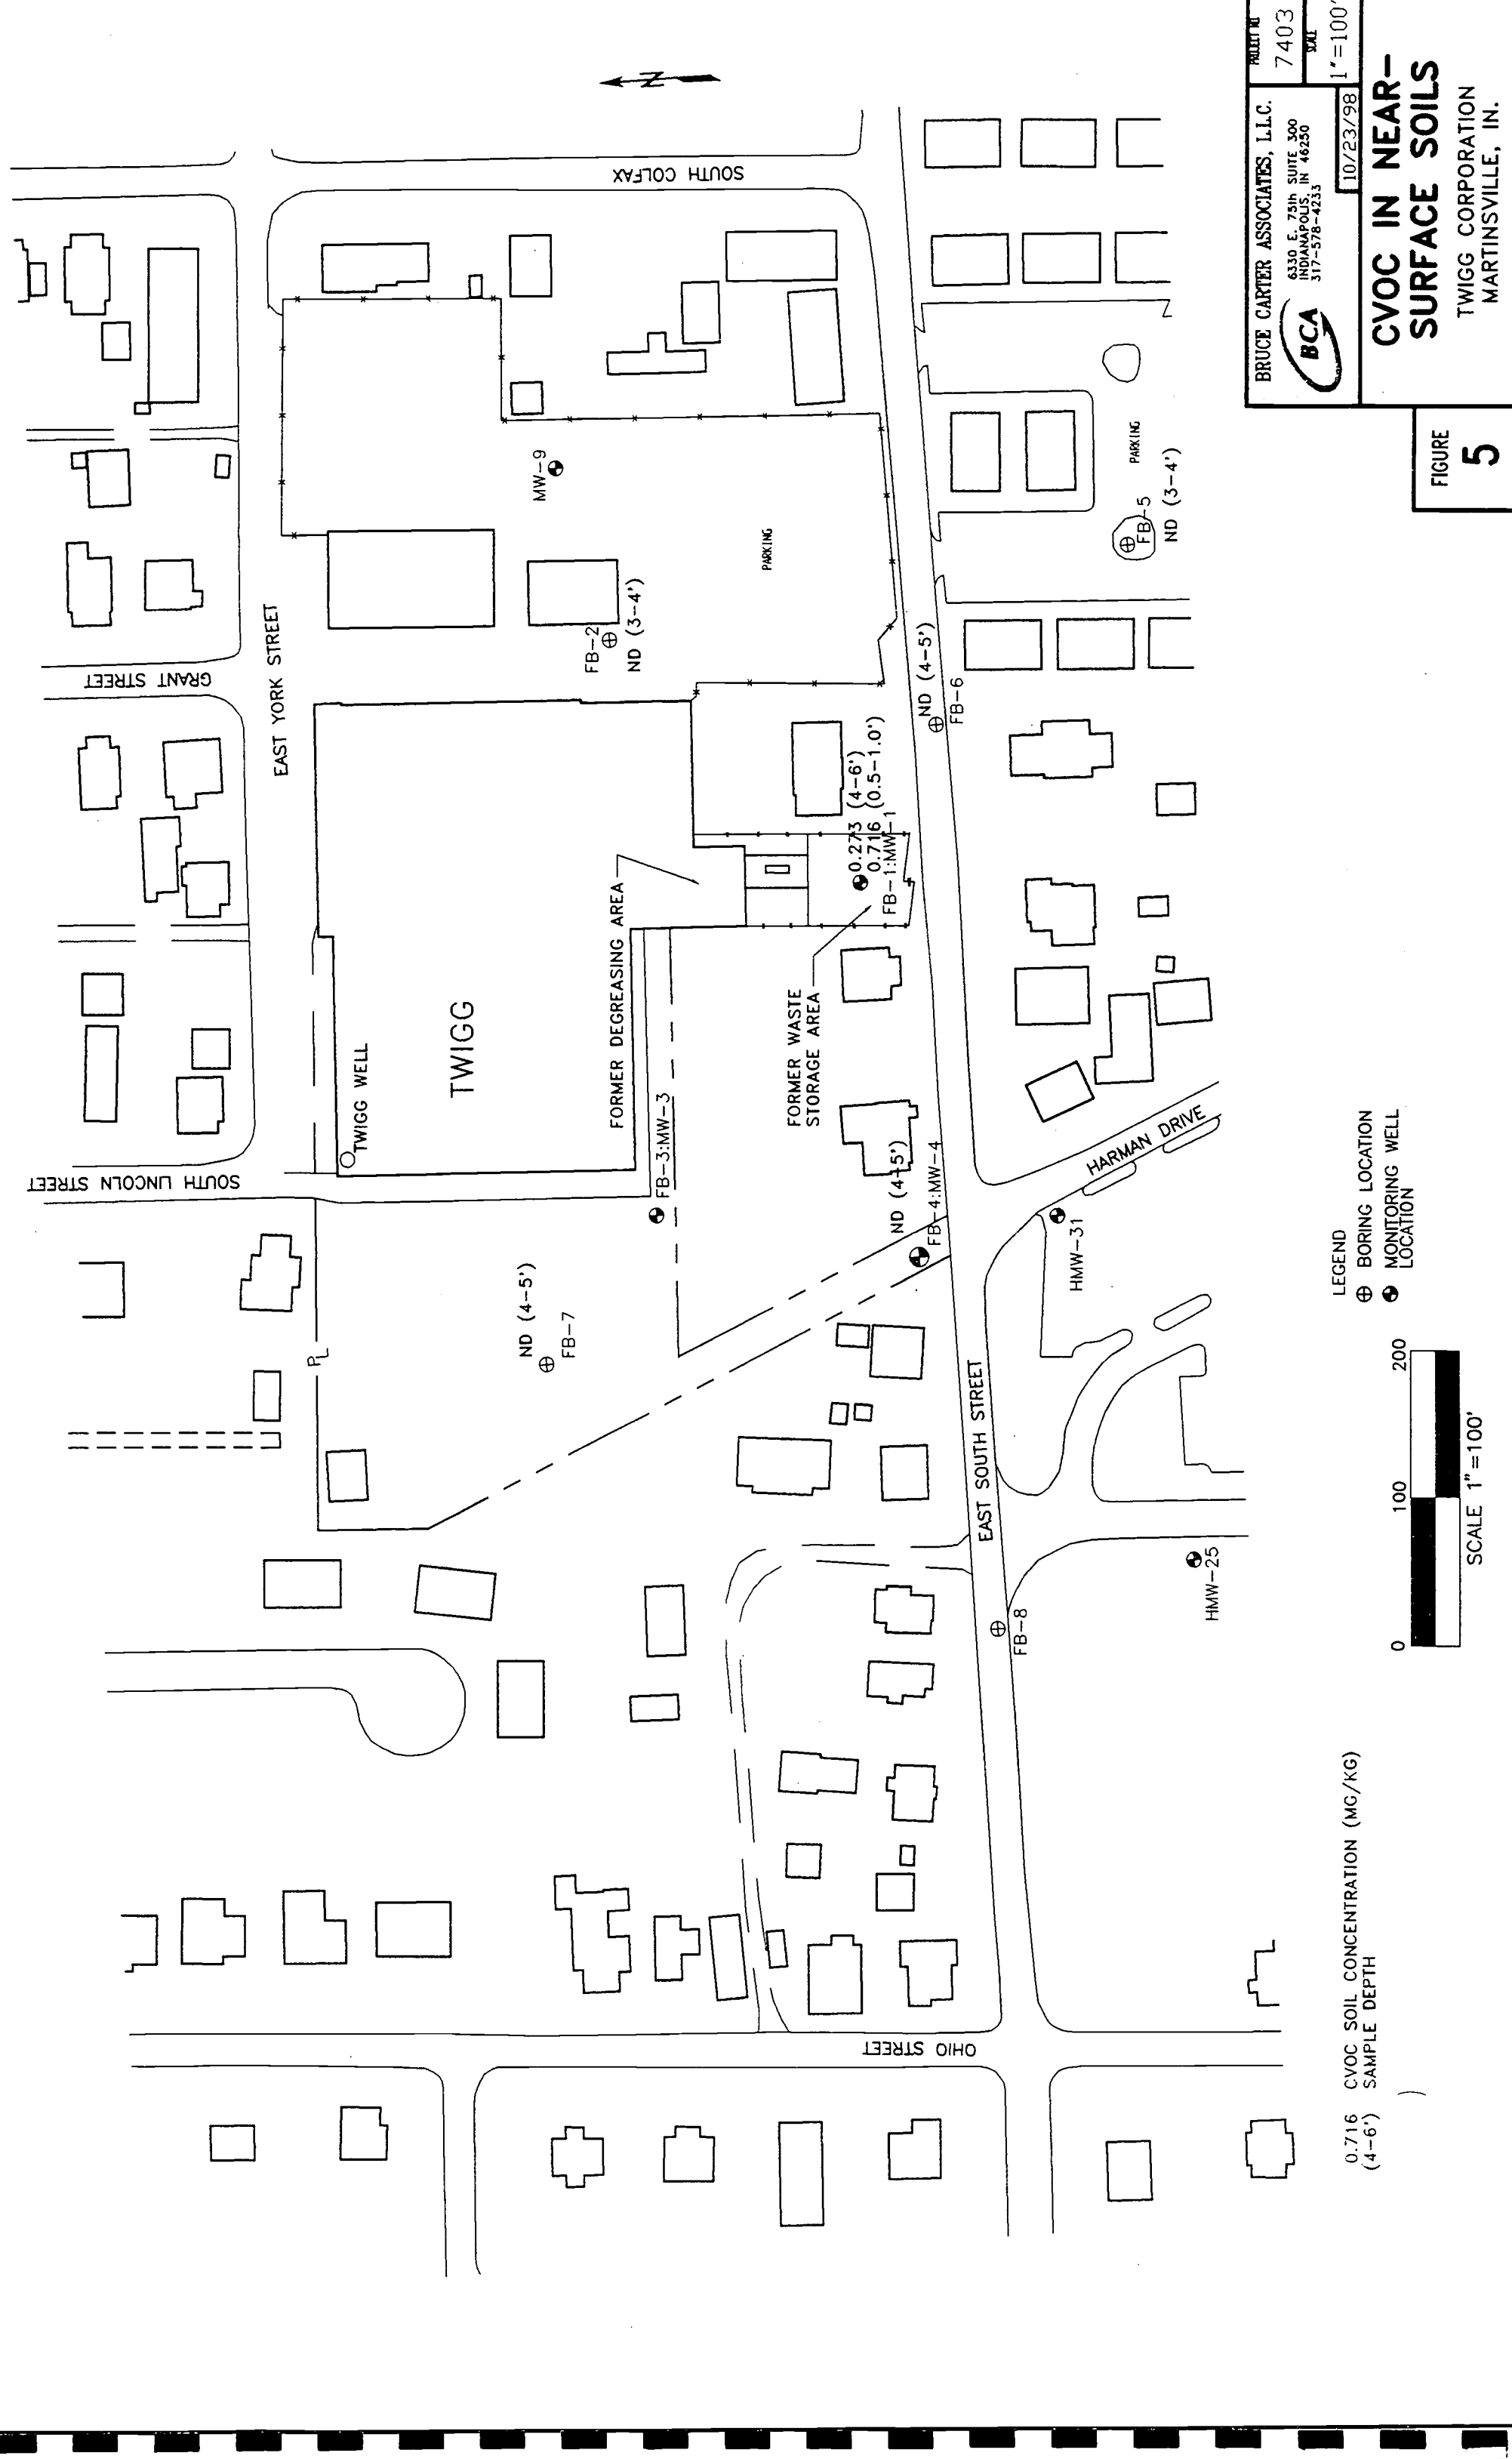 SOUTH LINCOLN STREET
GRANT STREET
EAST YORK STREET
SOUTH COLFAX
N
PL
TWIGG WELL
TWIGG
MW-9
FB-2
ND (3-4')
PARKING
ND (4-5')
FB-7
FORMER DEGREASING AREA
FB-3:MW-3
FORMER WASTE
STORAGE AREA
0.273 (4-6')
0.716 (0.5-1.0')
FB-1:MW-1
ND (4-5')
FB-4:MW-4
ND (4-5')
FB-6
EAST SOUTH STREET
HARMAN DRIVE
HMW-31
HMW-25
FB-8
OHIO STREET
PARKING
FB-5
ND (3-4')
0.716 CVOC SOIL CONCENTRATION (MG/KG)
(4-6') SAMPLE DEPTH
0 100 200
SCALE 1"=100'
LEGEND
BORING LOCATION
MONITORING WELL
LOCATION
FIGURE
5
BRUCE CARTER ASSOCIATES, L.L.C.
BCA
6330 E. 75th SUITE 300
INDIANAPOLIS, IN 46250
317-578-4233
10/23/98
PROJECT NO.
7403
SCALE
1"=100'
CVOC IN NEAR-
SURFACE SOILS
TWIGG CORPORATION
MARTINSVILLE, IN.